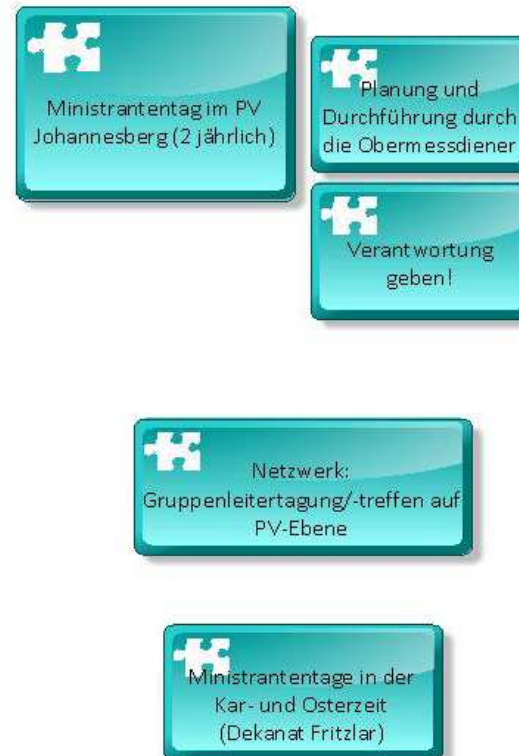 Ministrantentag im PV
Johannesberg (2 jährlich)
Planung und
Durchführung durch
die Obermessdiener
Verantwortung
geben!
Netzwerk:
Gruppenleitertagung/-treffen auf
PV-Ebene
Ministrantentage in der
Kar- und Osterzeit
(Dekanat Fritzlar)